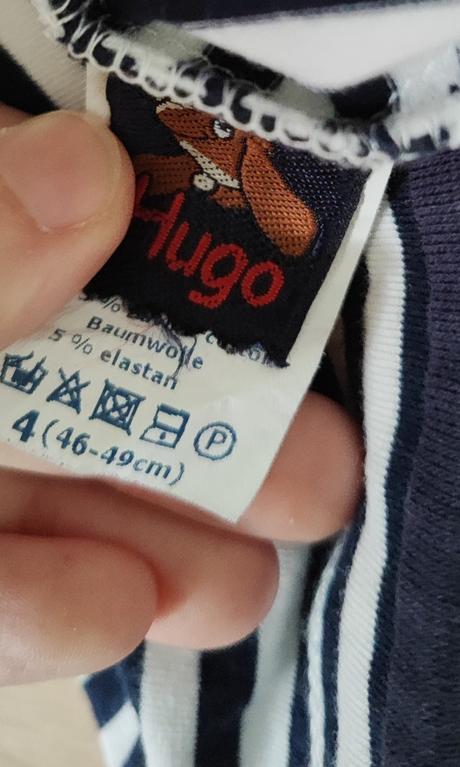 Hugo
Baumwolle
5 % elastan
P
4 (46-49cm)